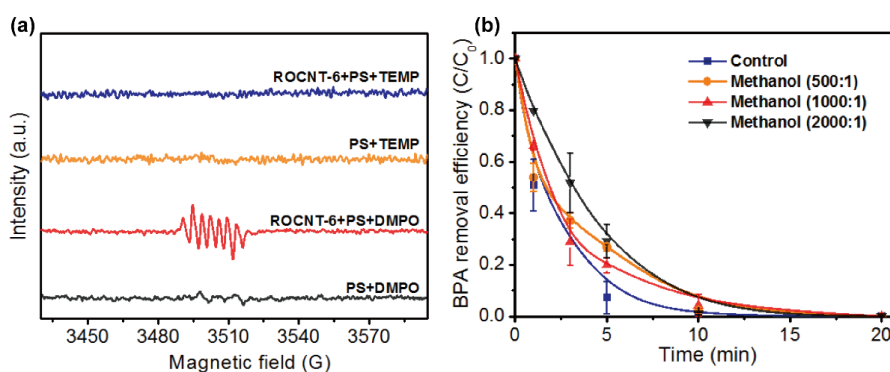 (a)
ROCNT-6+PS+TEMP
PS+TEMP
ROCNT-6+PS+DMPO
PS+DMPO
Intensity (a.u.)
3450 3480 3510 3540 3570
Magnetic field (G)
(b)
Control
Methanol (500:1)
Methanol (1000:1)
Methanol (2000:1)
BPA removal efficiency (C/C₀)
1.0
0.8
0.6
0.4
0.2
0.0
0 5 10 15 20
Time (min)